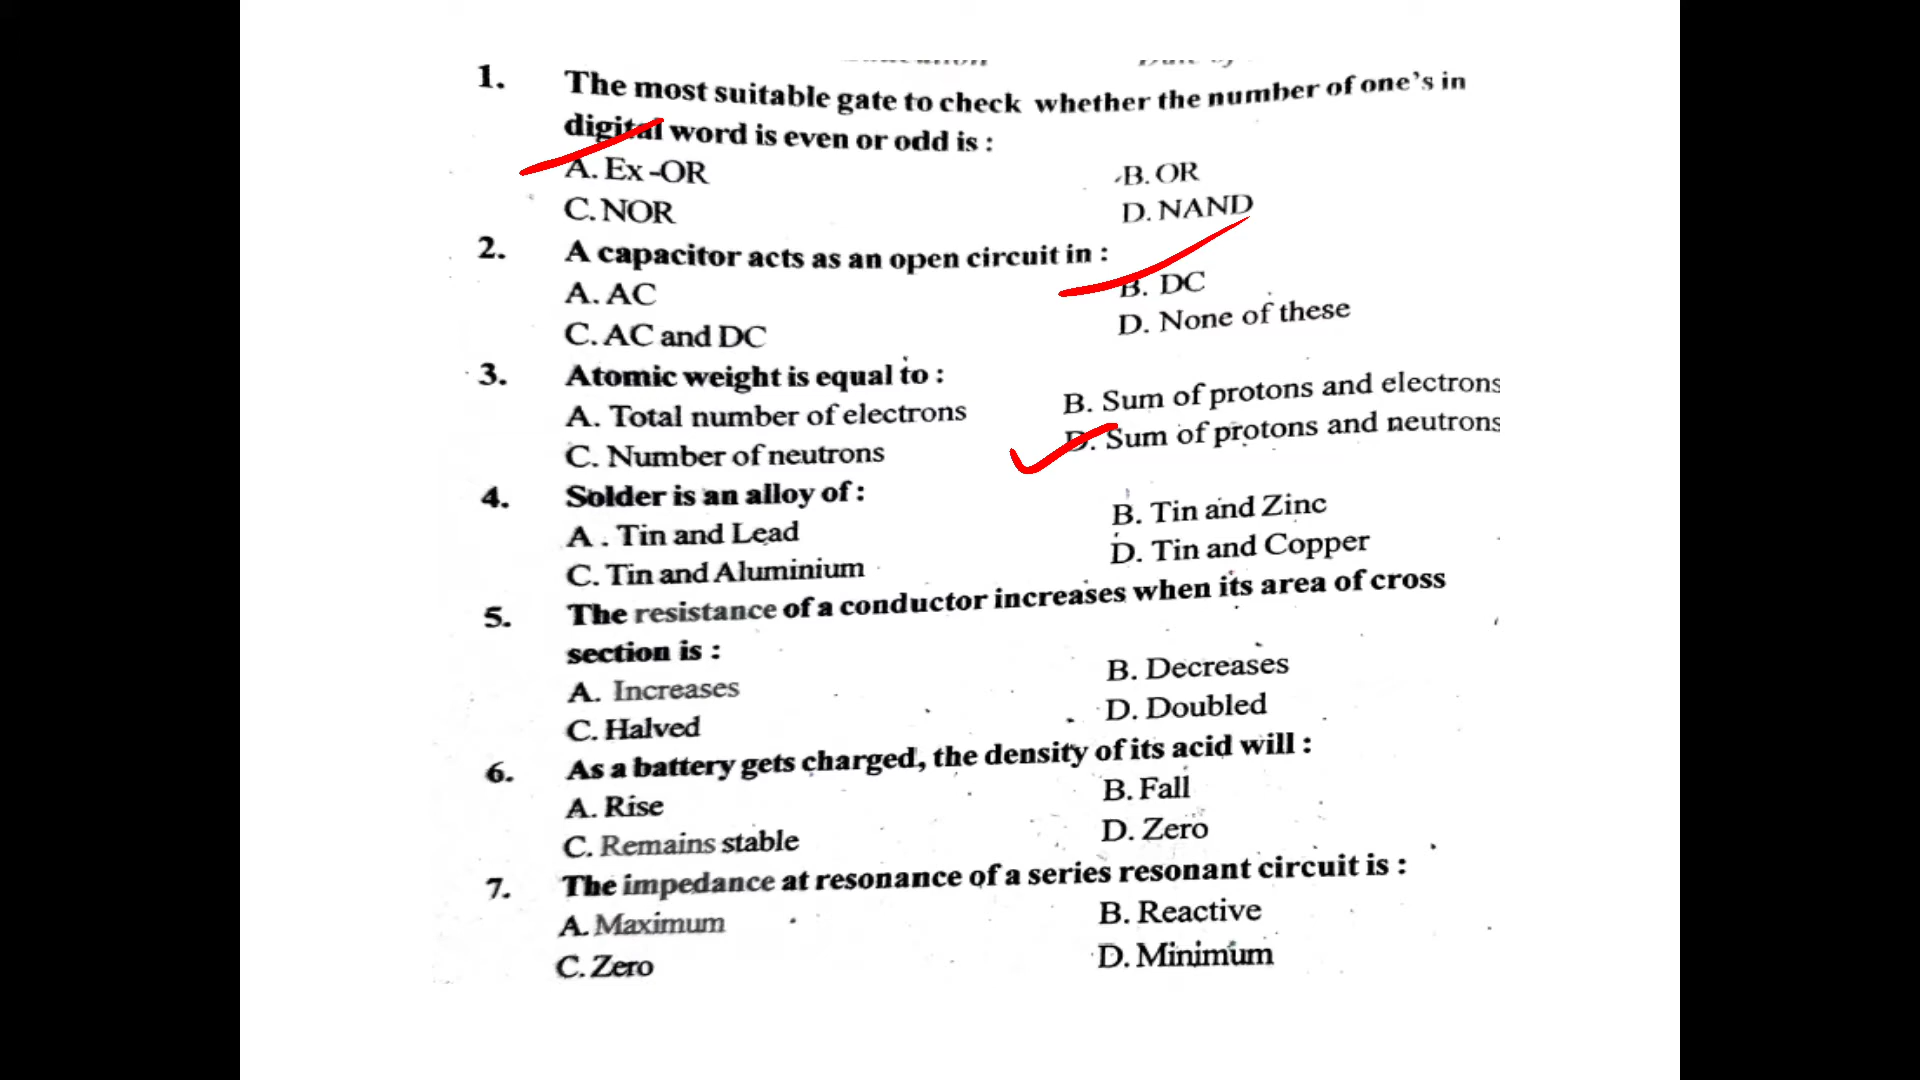 1. The most suitable gate to check whether the number of one's in
digital word is even or odd is :
A. Ex -OR B. OR
C. NOR D. NAND
2. A capacitor acts as an open circuit in :
A. AC B. DC
C. AC and DC D. None of these
3. Atomic weight is equal to :
A. Total number of electrons B. Sum of protons and electrons
C. Number of neutrons D. Sum of protons and neutrons
4. Solder is an alloy of :
A . Tin and Lead B. Tin and Zinc
C. Tin and Aluminium D. Tin and Copper
5. The resistance of a conductor increases when its area of cross
section is :
A. Increases B. Decreases
C. Halved D. Doubled
6. As a battery gets charged, the density of its acid will :
A. Rise B. Fall
C. Remains stable D. Zero
7. The impedance at resonance of a series resonant circuit is :
A. Maximum B. Reactive
C. Zero D. Minimum